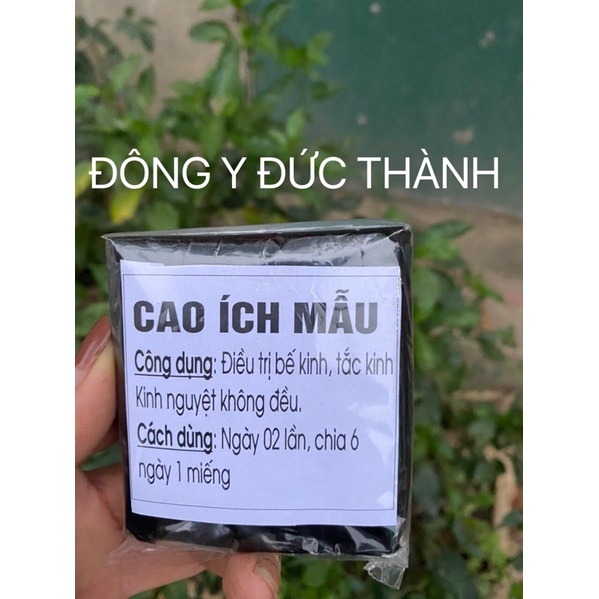 ĐÔNG Y ĐỨC THÀNH
CAO ÍCH MẪU
Công dụng: Điều trị bế kinh, tắc kinh
Kinh nguyệt không đều.
Cách dùng: Ngày 02 lần, chia 6
ngày 1 miếng